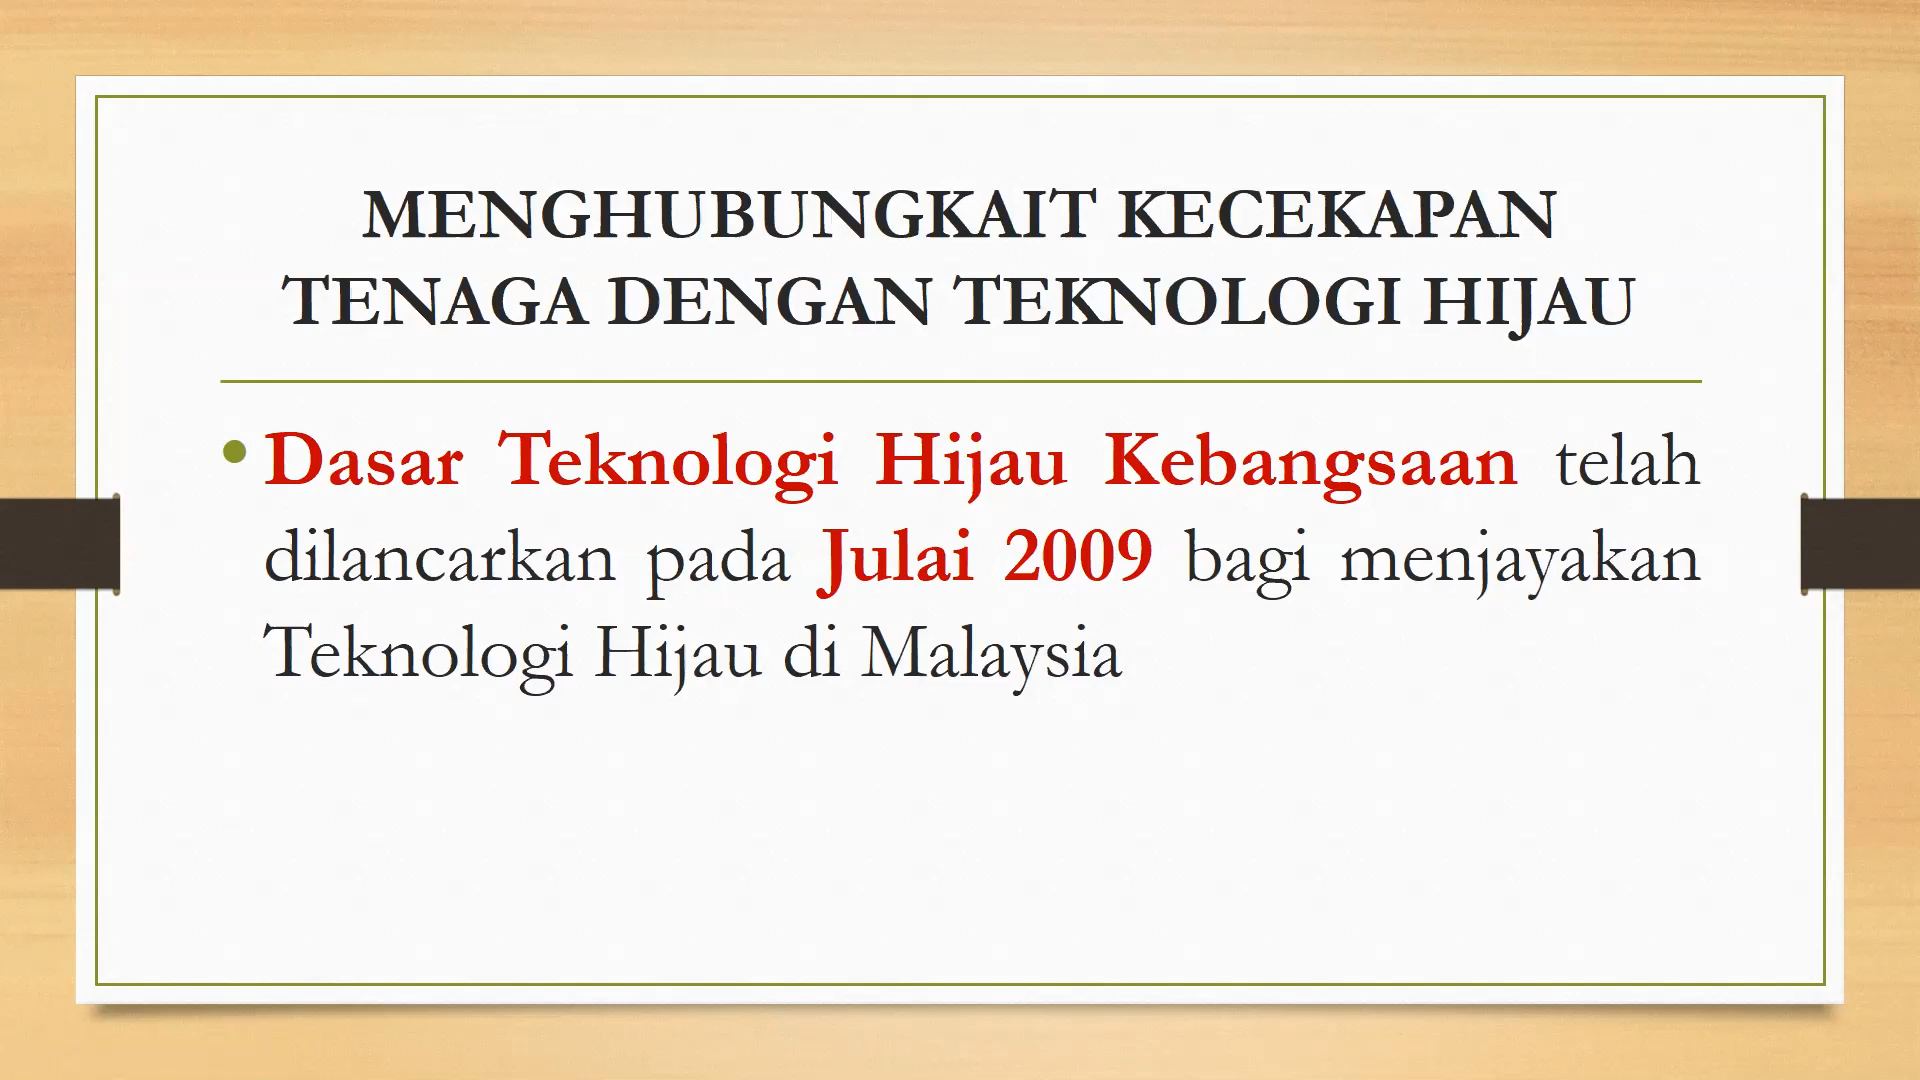 MENGHUBUNGKAIT KECEKAPAN
TENAGA DENGAN TEKNOLOGI HIJAU
• Dasar Teknologi Hijau Kebangsaan telah
dilancarkan pada Julai 2009 bagi menjayakan
Teknologi Hijau di Malaysia